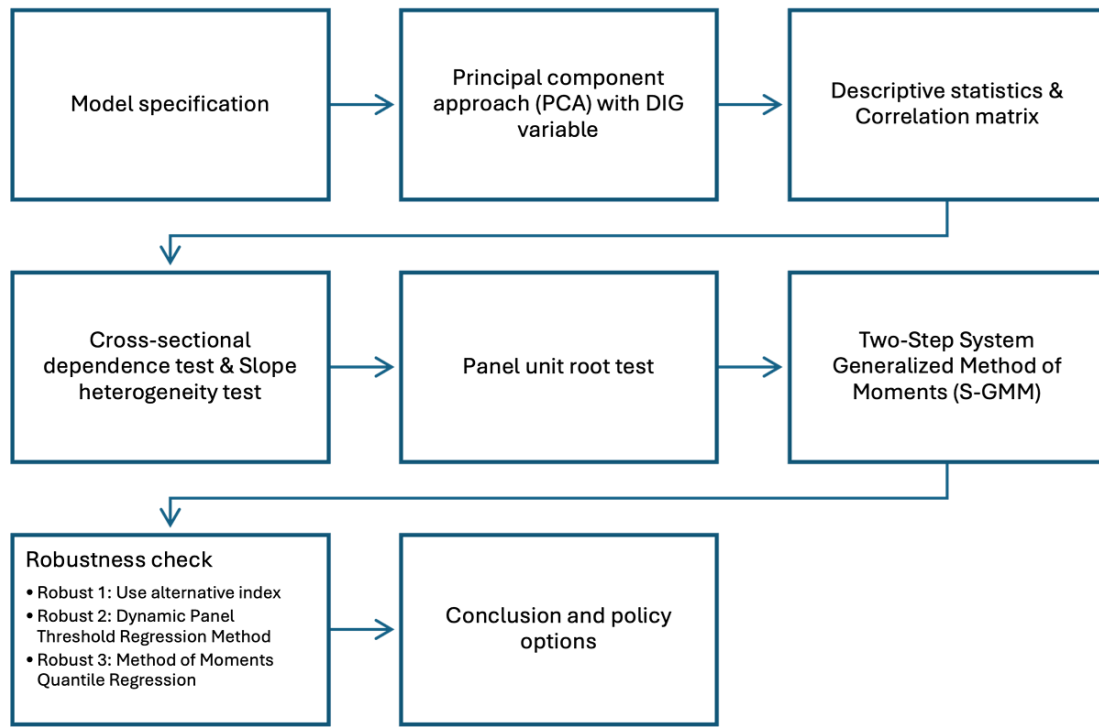 Model specification
Principal component
approach (PCA) with DIG
variable
Descriptive statistics &
Correlation matrix
Cross-sectional
dependence test & Slope
heterogeneity test
Panel unit root test
Two-Step System
Generalized Method of
Moments (S-GMM)
Robustness check
• Robust 1: Use alternative index
• Robust 2: Dynamic Panel
Threshold Regression Method
• Robust 3: Method of Moments
Quantile Regression
Conclusion and policy
options